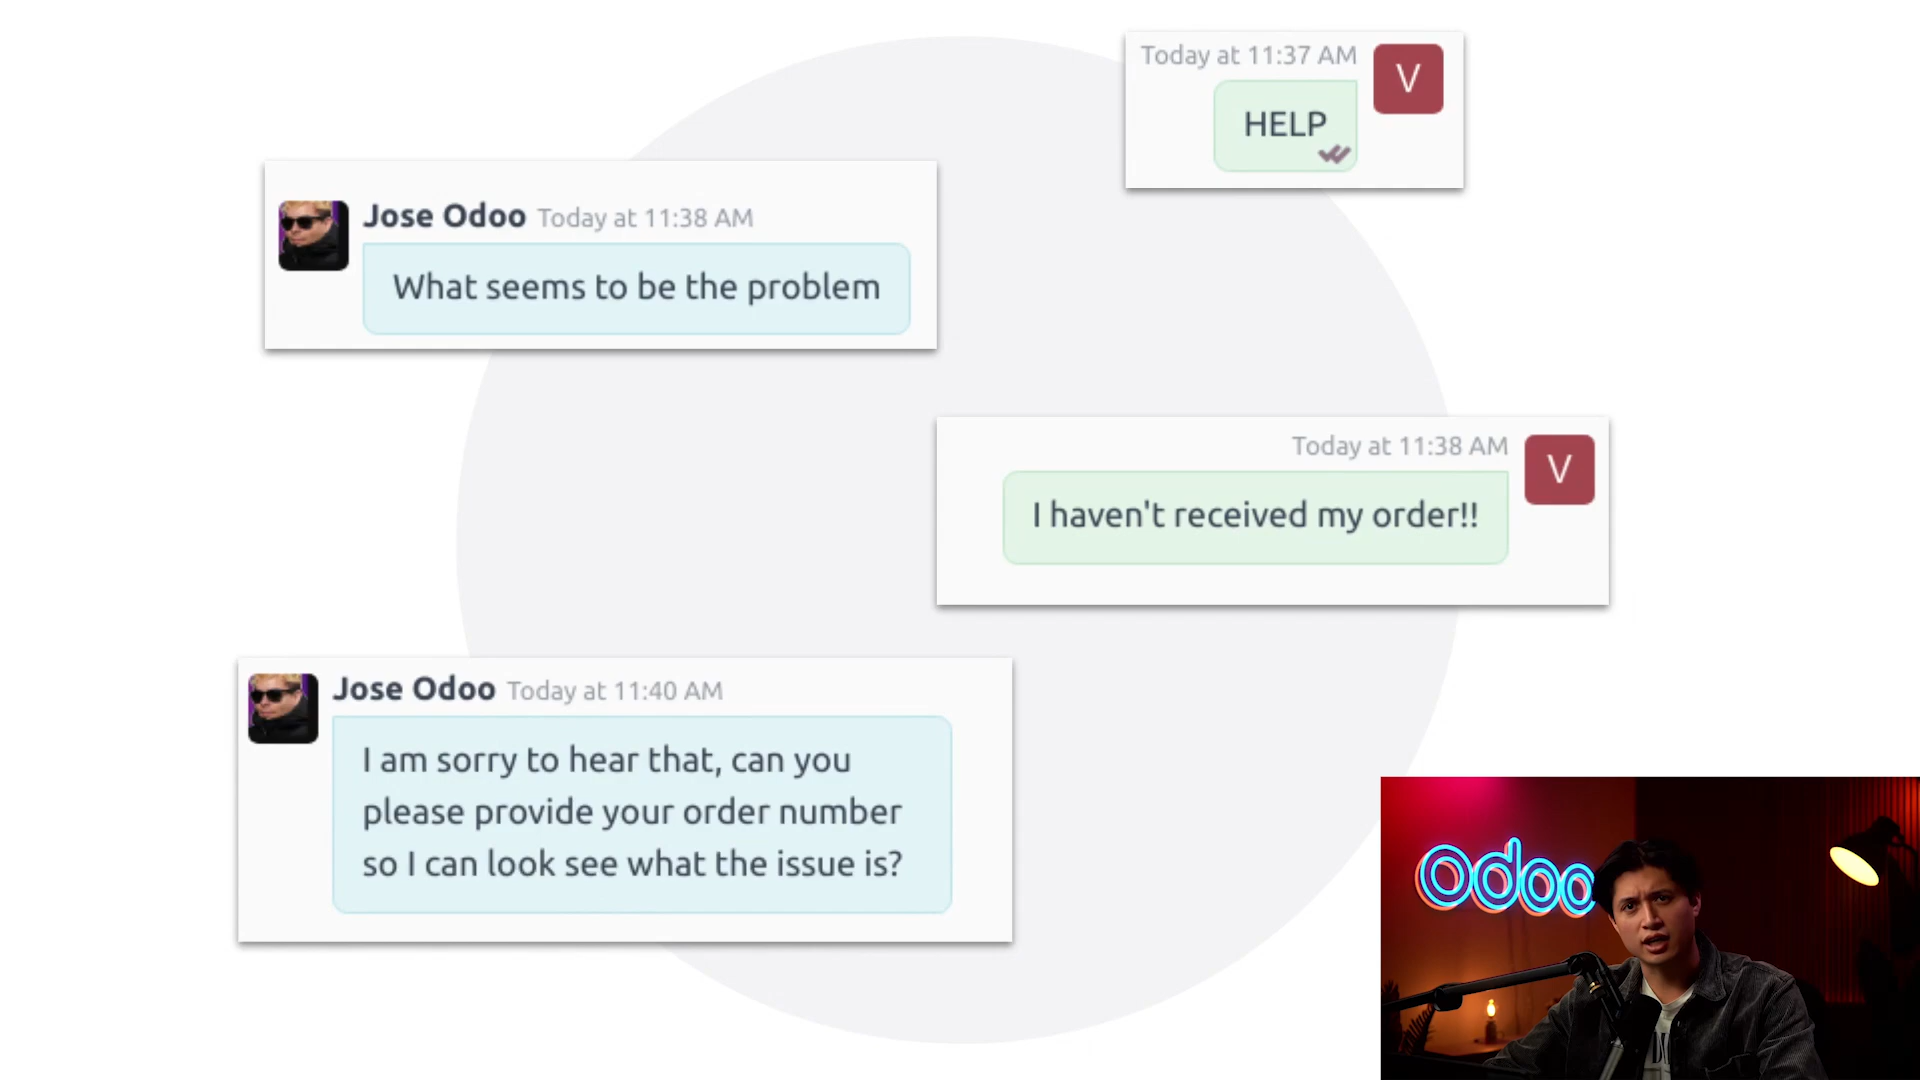 Today at 11:37 AM
V
HELP
Jose Odoo Today at 11:38 AM
What seems to be the problem
Today at 11:38 AM
V
I haven't received my order!!
Jose Odoo Today at 11:40 AM
I am sorry to hear that, can you
please provide your order number
so I can look see what the issue is?
odoo